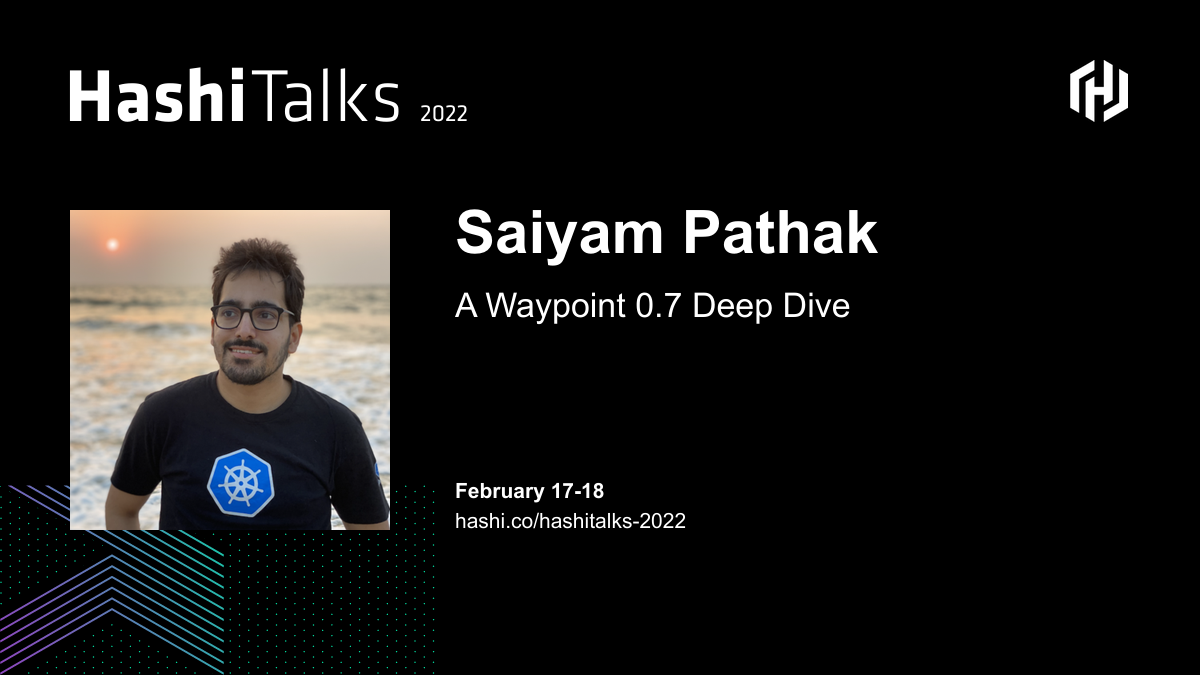 HashiTalks 2022
Saiyam Pathak
A Waypoint 0.7 Deep Dive
February 17-18
hashi.co/hashitalks-2022